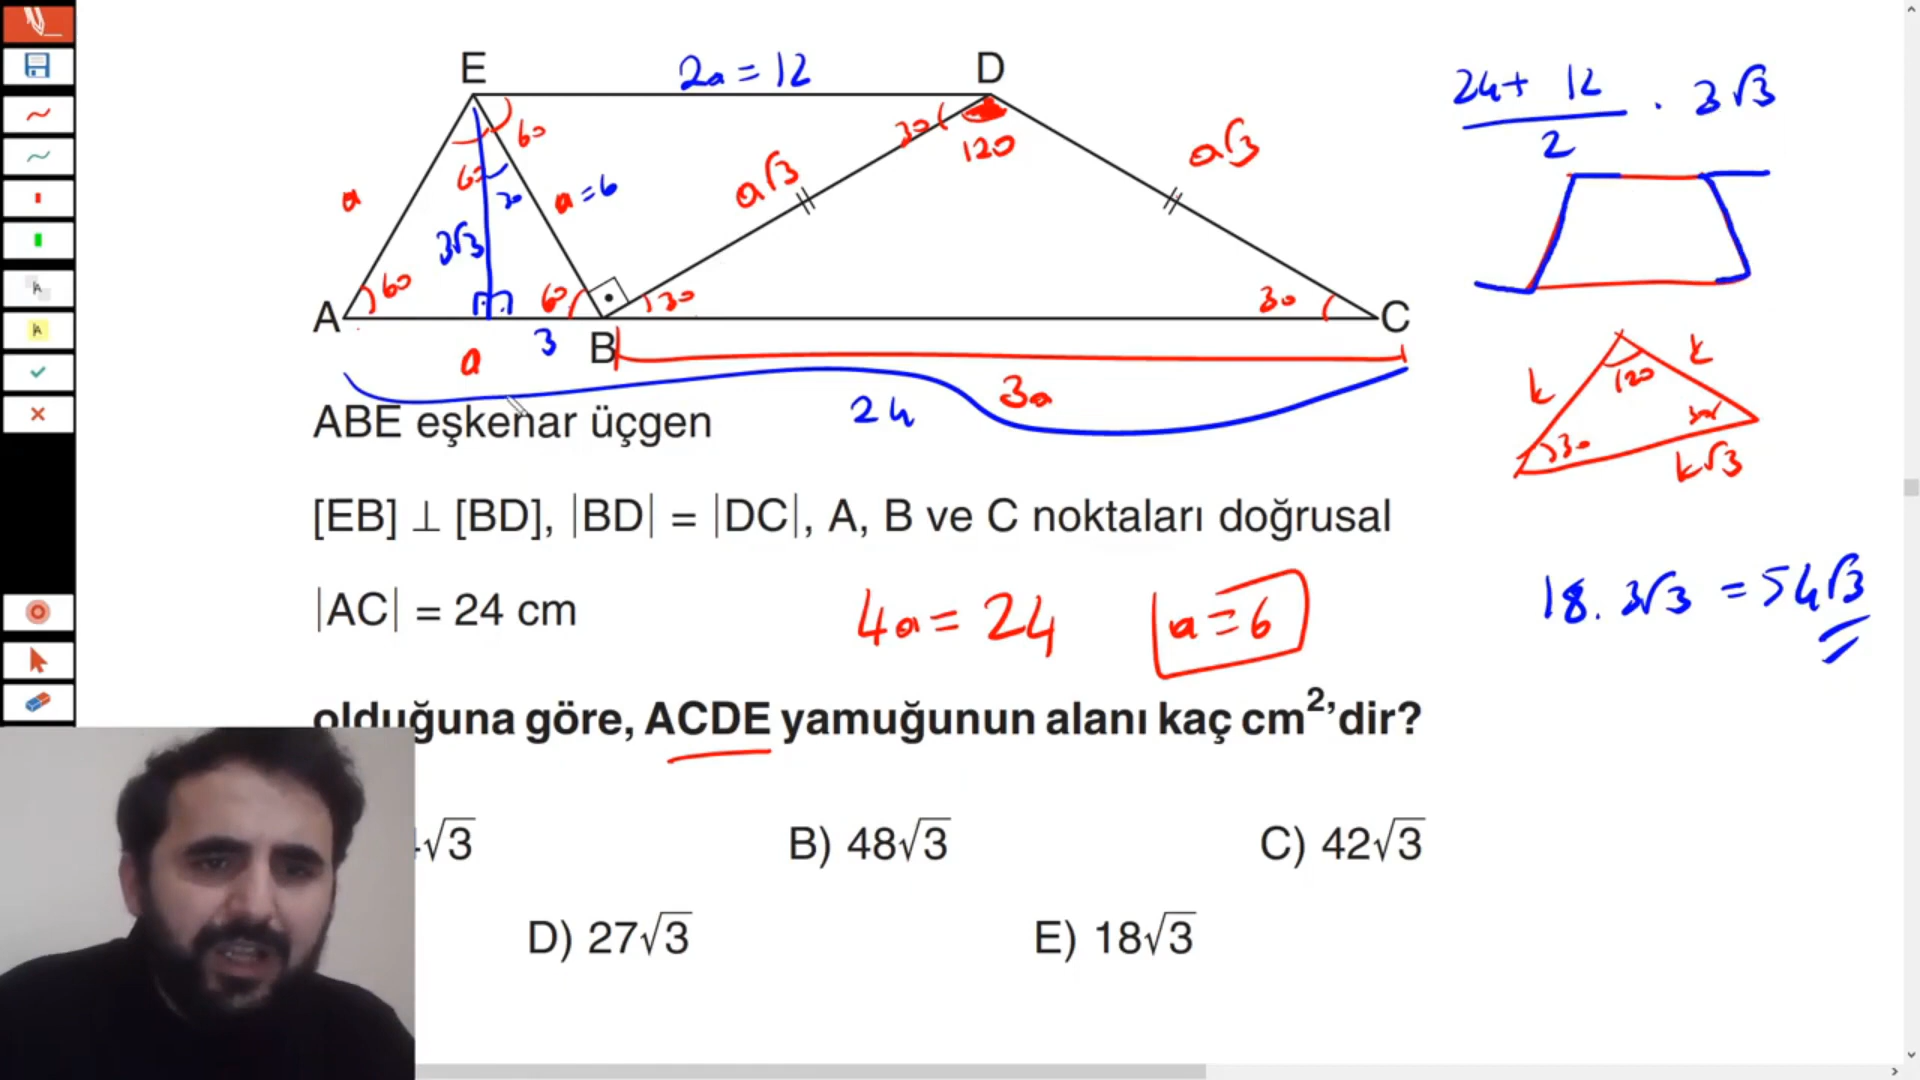 E 2a = 12 D
24 + 12 / 2 . 3√3
60 30 120
a 60 30 a = 6 a√3 a√3
3√3
A 60 60 30 30 C
a 3 B
3a
24
k 120 k
30 30
k√3
ABE eşkenar üçgen
[EB] ⊥ [BD], |BD| = |DC|, A, B ve C noktaları doğrusal
|AC| = 24 cm 4a = 24 a = 6
18 . 3√3 = 54√3
olduğuna göre, ACDE yamuğunun alanı kaç cm²'dir?
√3 B) 48√3 C) 42√3
D) 27√3 E) 18√3